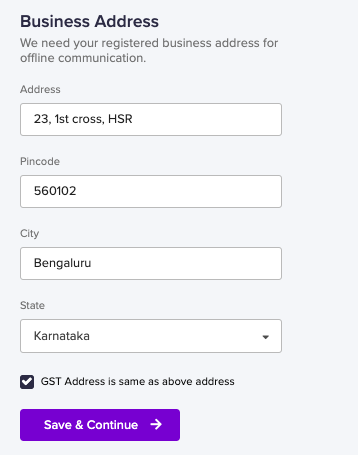 Business Address
We need your registered business address for
offline communication.
Address
23, 1st cross, HSR
Pincode
560102
City
Bengaluru
State
Karnataka
GST Address is same as above address
Save & Continue →